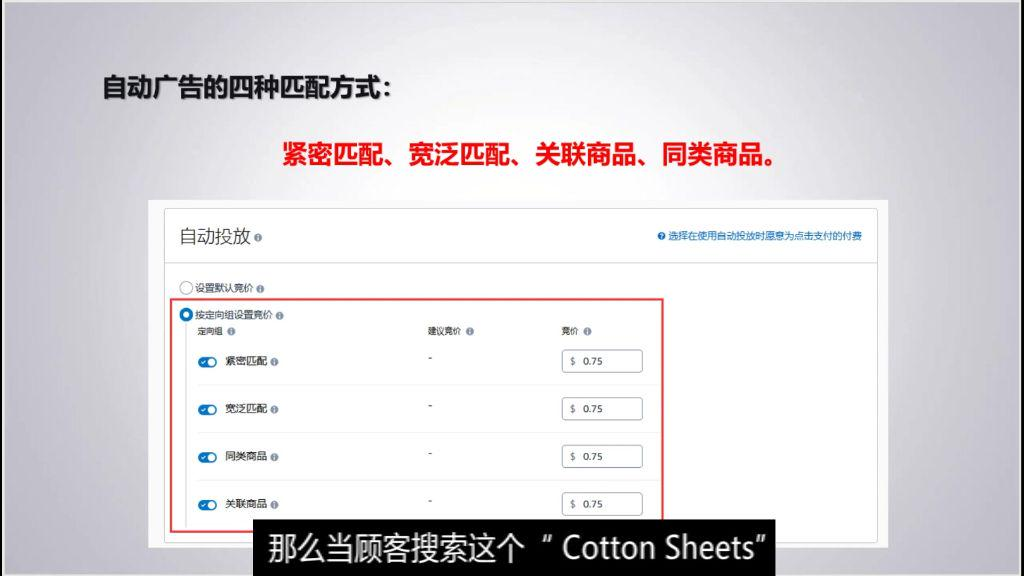 自动广告的四种匹配方式：
紧密匹配、宽泛匹配、关联商品、同类商品。
自动投放
选择在使用自动投放时愿意为点击支付的付费
设置默认竞价
按定向组设置竞价
定向组 建议竞价 竞价
紧密匹配 - $ 0.75
宽泛匹配 - $ 0.75
同类商品 - $ 0.75
关联商品 - $ 0.75
那么当顾客搜索这个“ Cotton Sheets”